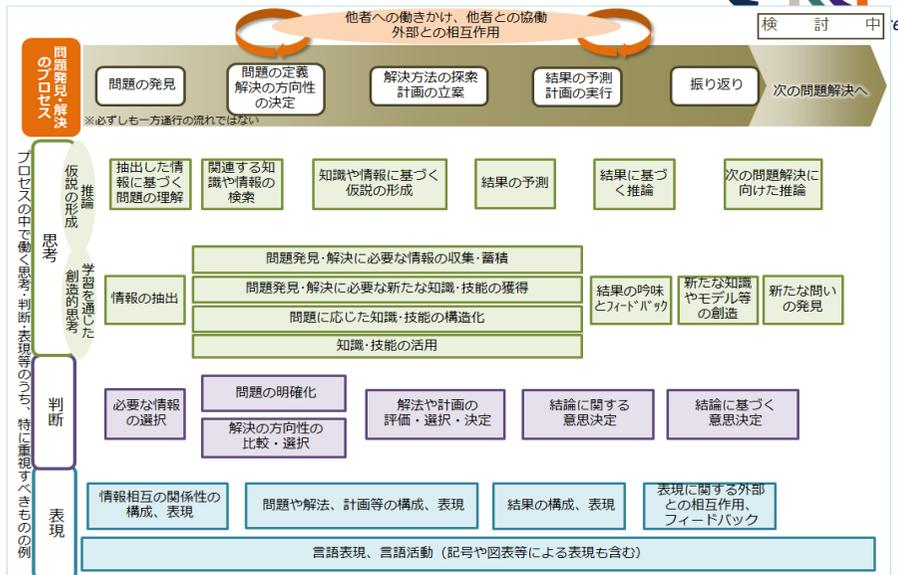 他者への働きかけ、他者との協働
外部との相互作用
検 討 中
問題発見・解決
のプロセス
問題の発見
問題の定義
解決の方向性
の決定
解決方法の探索
計画の立案
結果の予測
計画の実行
振り返り
次の問題解決へ
※必ずしも一方通行の流れではない
プロセスの中で働く思考・判断・表現等のうち、特に重視すべきものの例
思考
推論
仮説の形成
抽出した情
報に基づく
問題の理解
関連する知
識や情報の
検索
知識や情報に基づく
仮説の形成
結果の予測
結果に基づ
く推論
次の問題解決に
向けた推論
学習を通じた
創造的思考
情報の抽出
問題発見・解決に必要な情報の収集・蓄積
問題発見・解決に必要な新たな知識・技能の獲得
問題に応じた知識・技能の構造化
知識・技能の活用
結果の吟味
とフィードバック
新たな知識
やモデル等
の創造
新たな問い
の発見
判断
必要な情報
の選択
問題の明確化
解決の方向性の
比較・選択
解法や計画の
評価・選択・決定
結論に関する
意思決定
結論に基づく
意思決定
表現
情報相互の関係性の
構成、表現
問題や解法、計画等の構成、表現
結果の構成、表現
表現に関する外部
との相互作用、
フィードバック
言語表現、言語活動（記号や図表等による表現も含む）